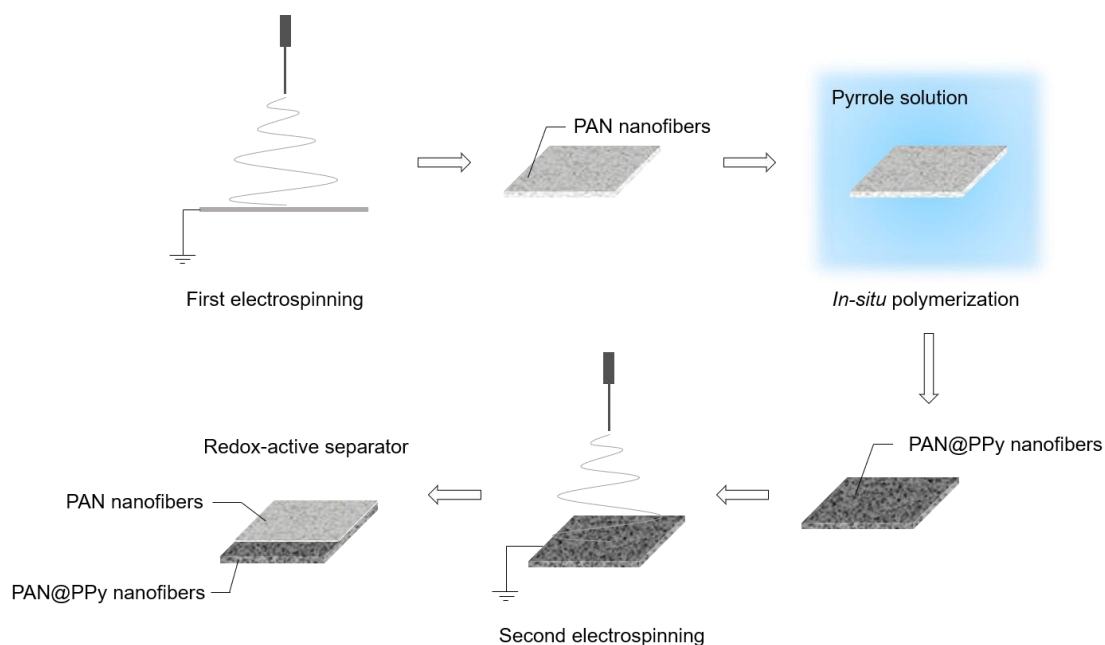 Pyrrole solution
PAN nanofibers
First electrospinning
In-situ polymerization
PAN@PPy nanofibers
Redox-active separator
PAN nanofibers
PAN@PPy nanofibers
Second electrospinning